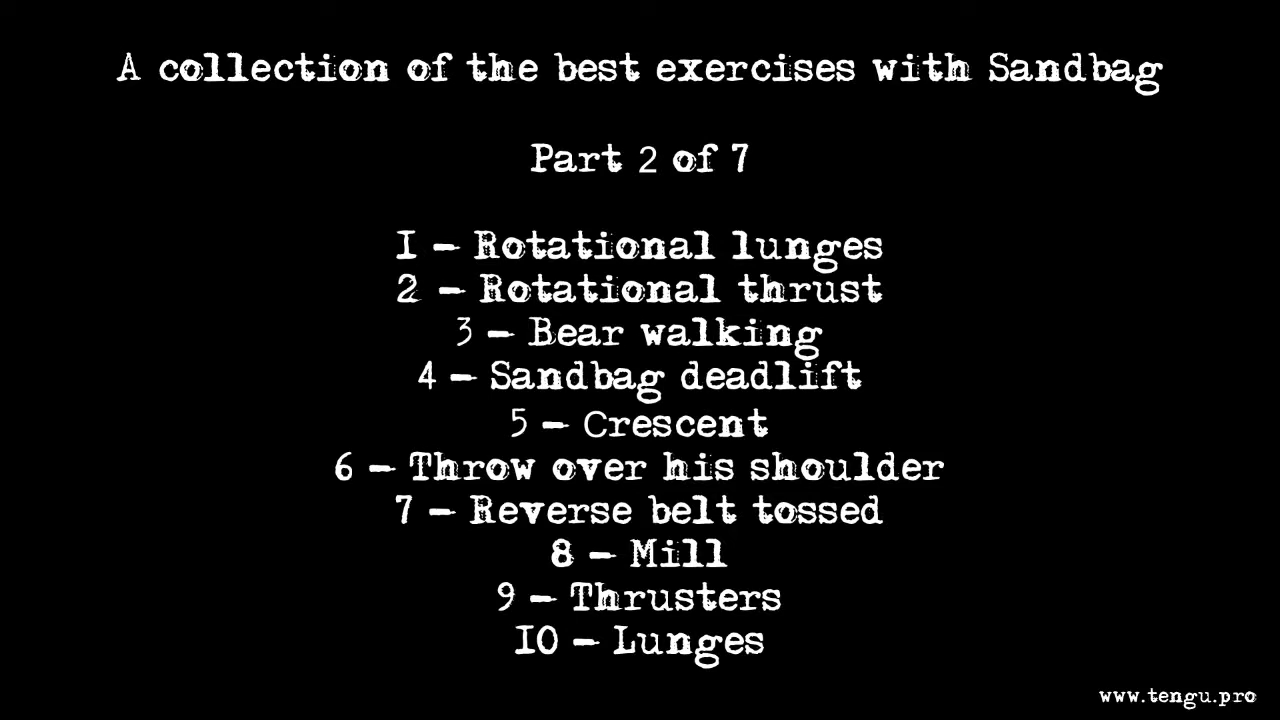 A collection of the best exercises with Sandbag
Part 2 of 7
1 - Rotational lunges
2 - Rotational thrust
3 - Bear walking
4 - Sandbag deadlift
5 - Crescent
6 - Throw over his shoulder
7 - Reverse belt tossed
8 - Mill
9 - Thrusters
10 - Lunges
www.tengu.pro